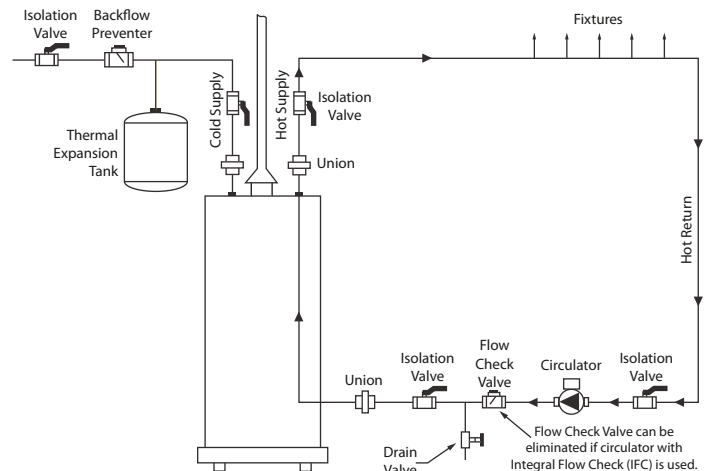 Isolation
Valve
Backflow
Preventer
Fixtures
Cold Supply
Hot Supply
Isolation
Valve
Thermal
Expansion
Tank
Union
Hot Return
Union
Isolation
Valve
Flow
Check
Valve
Circulator
Isolation
Valve
Drain
Valve
Flow Check Valve can be
eliminated if circulator with
Integral Flow Check (IFC) is used.